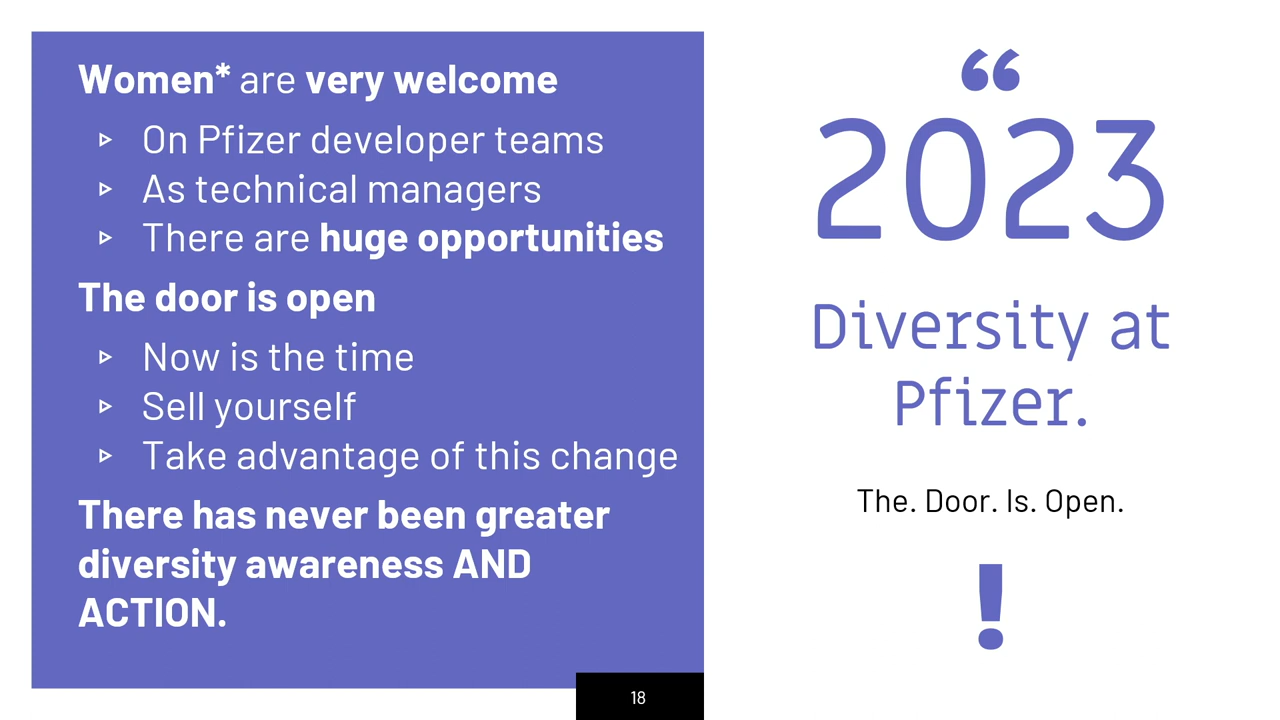 Women* are very welcome
▹ On Pfizer developer teams
▹ As technical managers
▹ There are huge opportunities
The door is open
▹ Now is the time
▹ Sell yourself
▹ Take advantage of this change
There has never been greater
diversity awareness AND
ACTION.
18
“
2023
Diversity at
Pfizer.
The. Door. Is. Open.
!